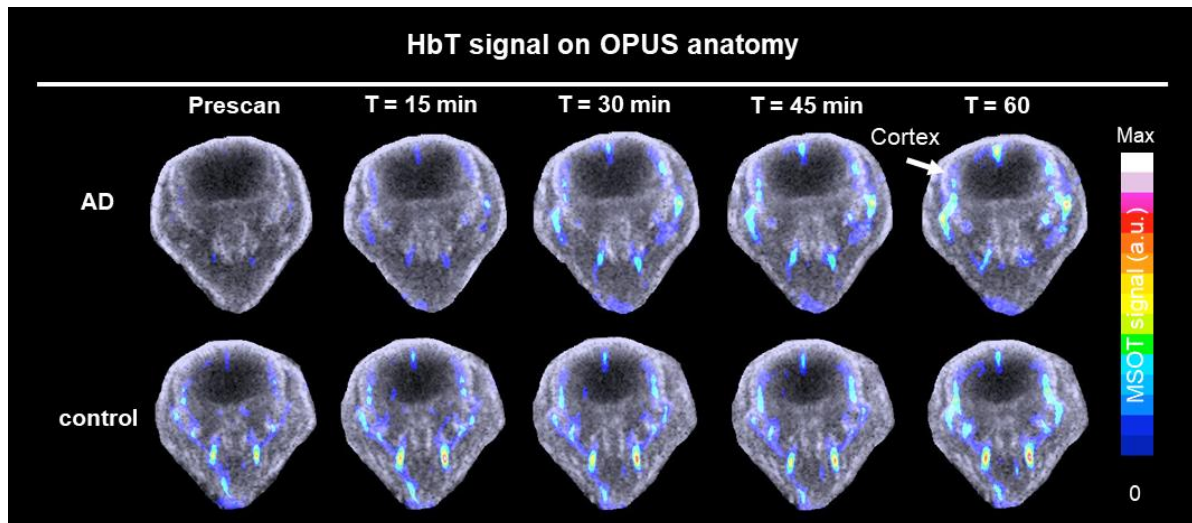 HbT signal on OPUS anatomy
Prescan T = 15 min T = 30 min T = 45 min T = 60
Cortex
Max
AD
MSOT signal (a.u.)
control
0